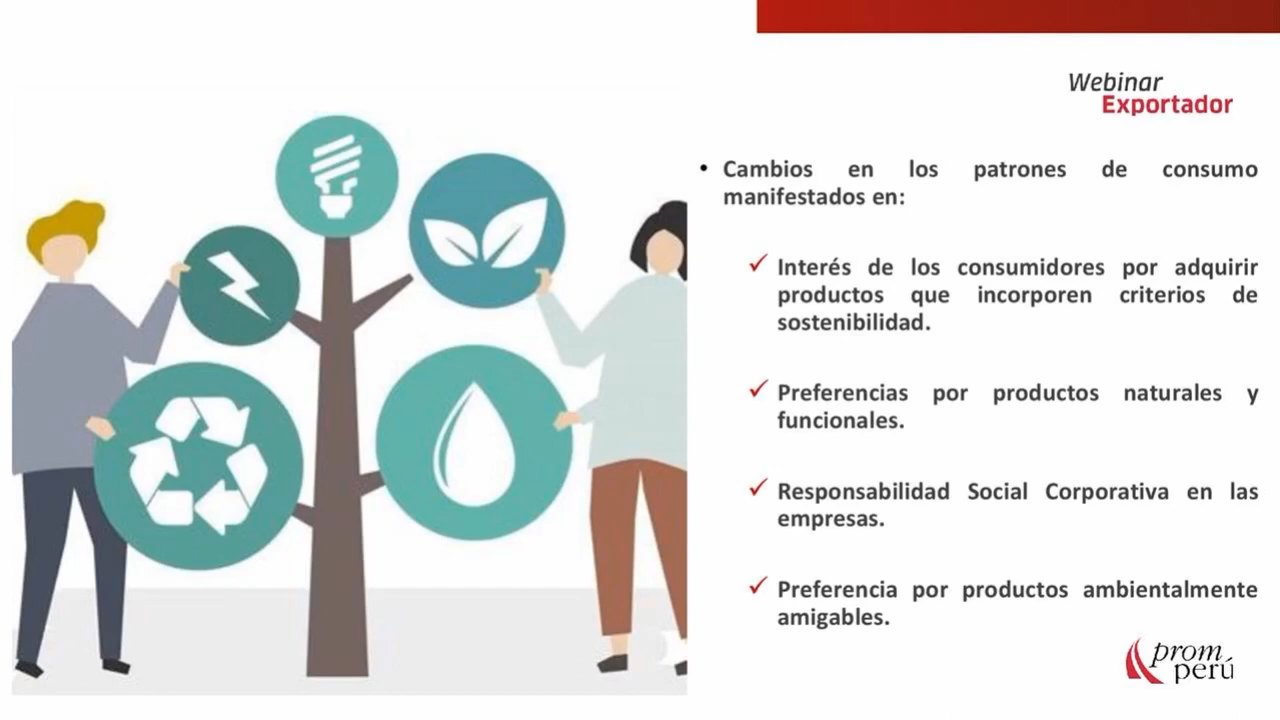 Webinar
Exportador
• Cambios en los patrones de consumo
manifestados en:
✓ Interés de los consumidores por adquirir
productos que incorporen criterios de
sostenibilidad.
✓ Preferencias por productos naturales y
funcionales.
✓ Responsabilidad Social Corporativa en las
empresas.
✓ Preferencia por productos ambientalmente
amigables.
prom
perú